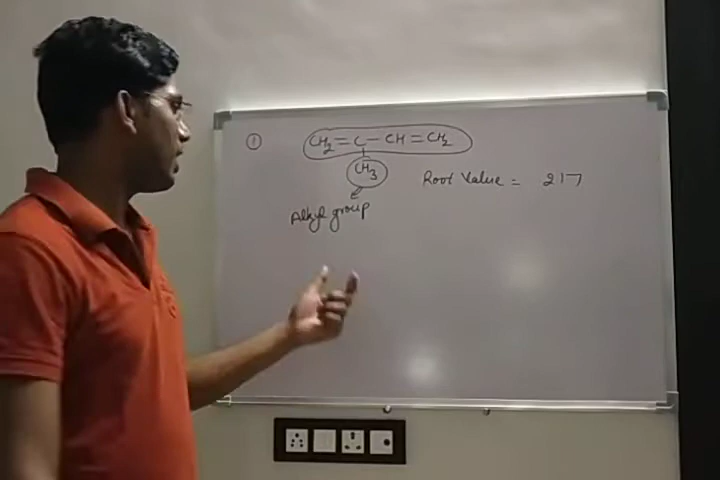 ① CH₂=C-CH=CH₂
CH₃
Root Value = 217
Alkyl group